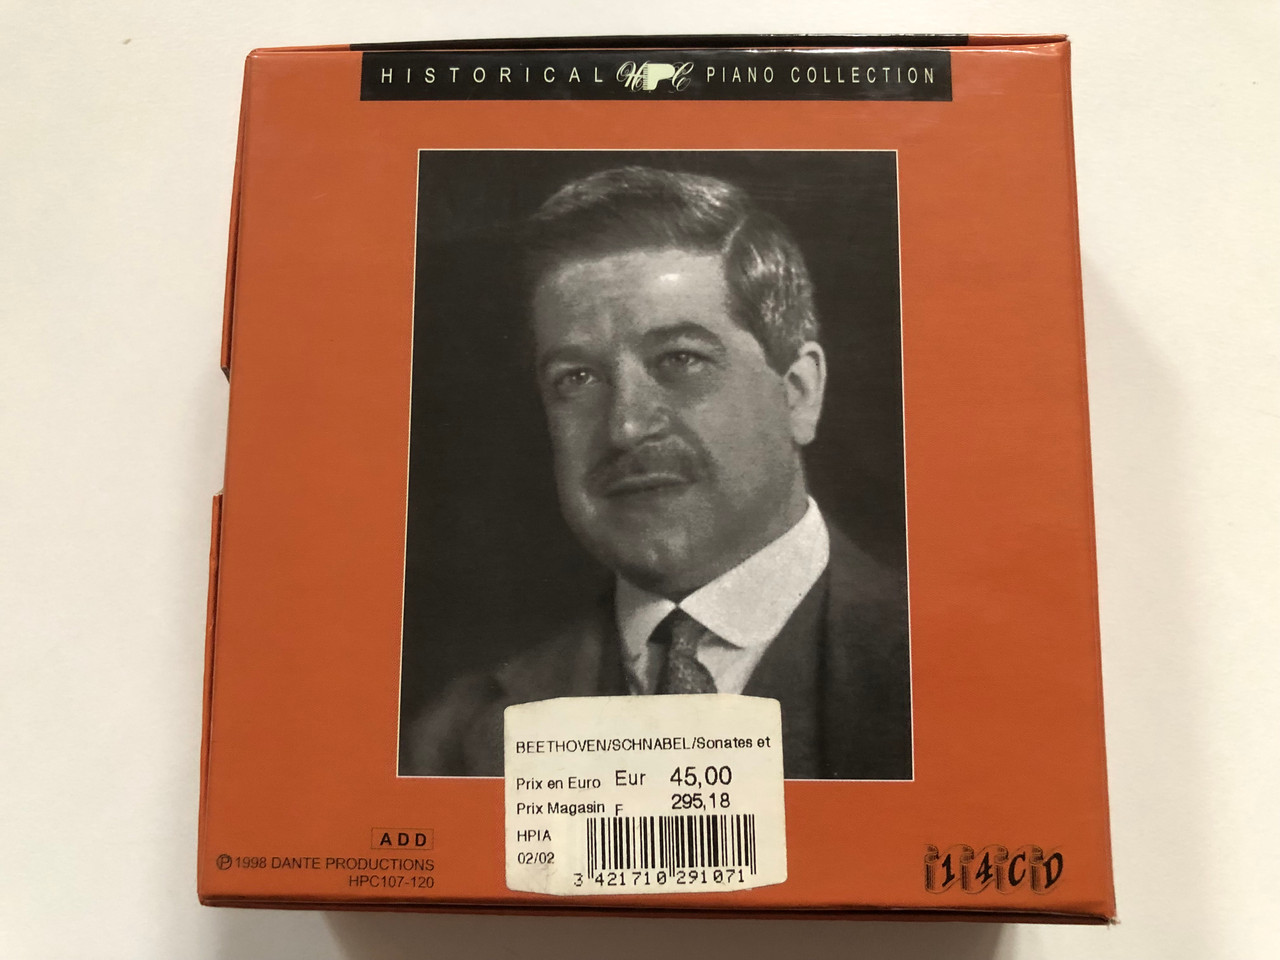 HISTORICAL HPC PIANO COLLECTION
BEETHOVEN/SCHNABEL/Sonates et
Prix en Euro Eur 45,00
Prix Magasin F 295,18
HPIA
02/02
3 421710 291071
ADD
Ⓟ 1998 DANTE PRODUCTIONS
HPC107-120
14CD